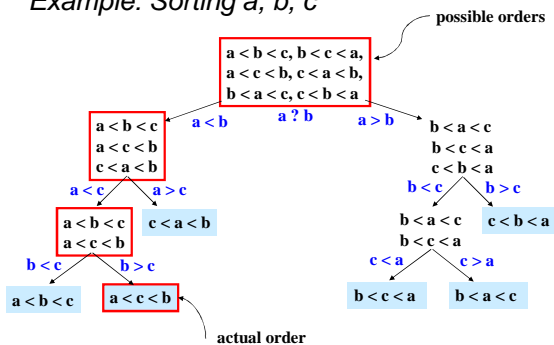 Example: Sorting a, b, c
possible orders
a < b < c, b < c < a,
a < c < b, c < a < b,
b < a < c, c < b < a
a < b
a ? b
a > b
a < b < c
a < c < b
c < a < b
b < a < c
b < c < a
c < b < a
a < c
a > c
b < c
b > c
a < b < c
a < c < b
c < a < b
b < a < c
b < c < a
c < b < a
b < c
b > c
c < a
c > a
a < b < c
a < c < b
b < c < a
b < a < c
actual order